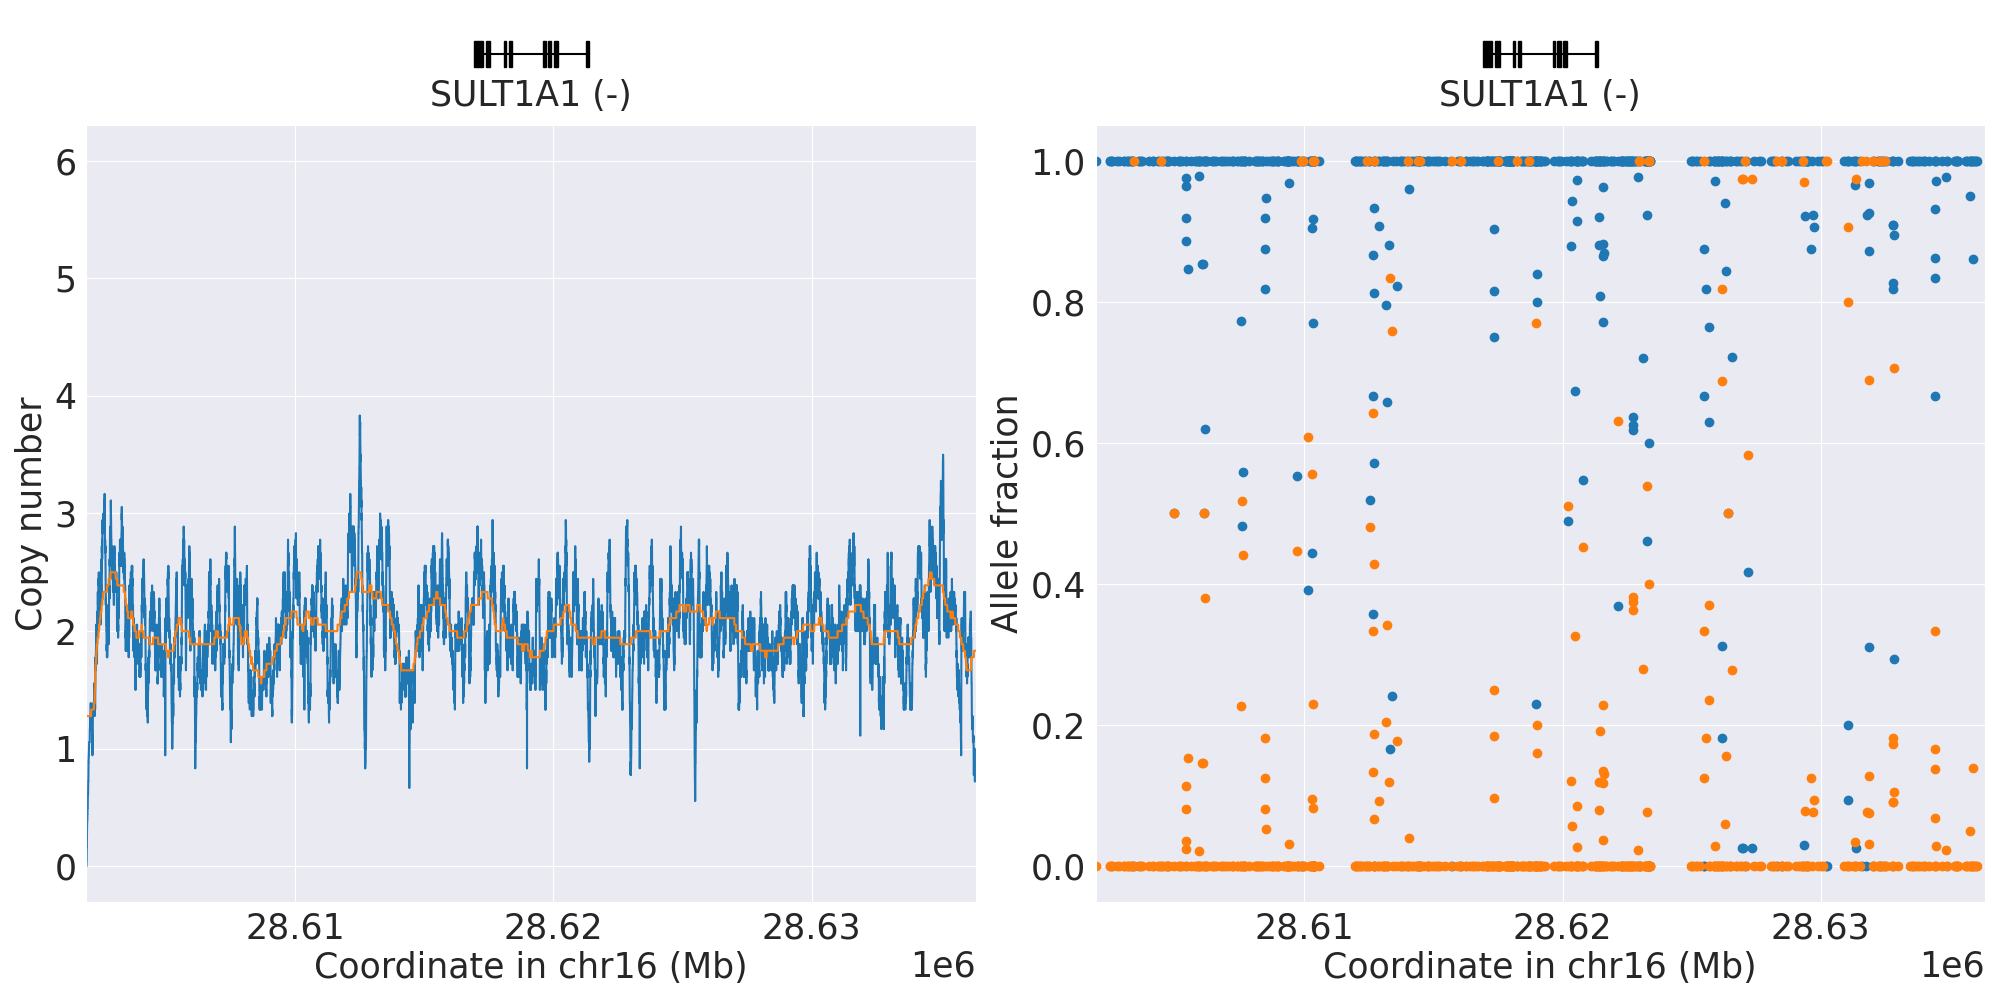 SULT1A1 (-)
6
5
4
3
2
1
0
Copy number
28.61
28.62
28.63
Coordinate in chr16 (Mb)
1e6
SULT1A1 (-)
1.0
0.8
0.6
0.4
0.2
0.0
Allele fraction
28.61
28.62
28.63
Coordinate in chr16 (Mb)
1e6